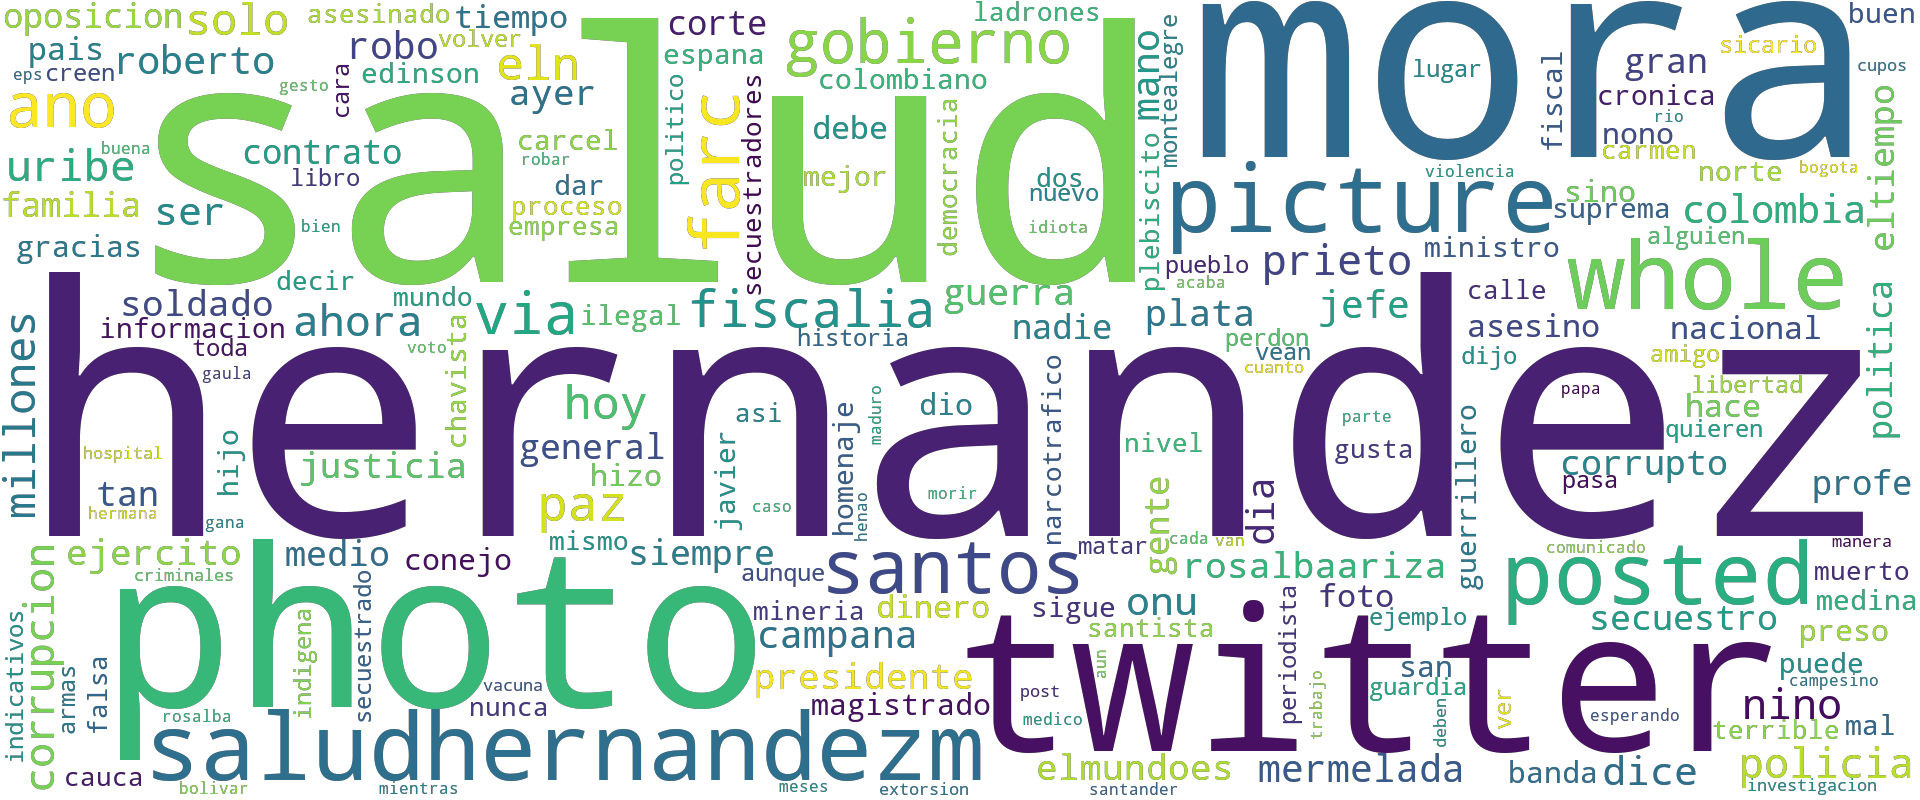 oposicion
solo
asesinado
tiempo
salud
corte
ladrones
mora
buen
pais
roberto
robo
volver
eln
espana
gobierno
mano
montealegre
lugar
fiscal
gran
sicario
eps
creen
gesto
cara
edinson
ayer
politico
farc
secuestradores
colombiano
cupos
ano
cronica
rio
nono
eltiempo
uribe
buena
contrato
libro
carcel
robar
debe
democracia
plebiscito
carmen
bogota
familia
ser
dar
proceso
empresa
mejor
dos
nuevo
picture
violencia
sino
norte
suprema
colombia
gracias
bien
idiota
alguien
decir
mundo
pueblo
acaba
prieto
ministro
whole
soldado
informacion
ahora
via
ilegal
fiscalia
guerra
nadie
plata
jefe
calle
asesino
nacional
politica
millones
toda
gaula
voto
chavista
historia
perdon
vean
cuanto
dijo
amigo
libertad
hernandez
hoy
asi
maduro
dio
papa
parte
hace
quieren
hospital
hijo
justicia
general
hizo
javier
homenaje
henao
narcotrafico
nivel
gusta
guerrillero
corrupto
pasa
profe
tan
hermana
gana
paz
caso
morir
dia
gente
cada
van
ejercito
medio
conejo
mismo
siempre
aunque
santos
matar
rosalbaariza
comunicado
manera
posted
muerto
medina
corrupcion
criminales
photo
secuestrado
indigena
mineria
dinero
sigue
onu
foto
ejemplo
secuestro
indicativos
armas
falsa
campana
santista
periodista
preso
presidente
aun
twitter
san
guardia
puede
campesino
rosalba
vacuna
nunca
magistrado
post
medico
trabajo
deben
ver
esperando
nino
terrible
mal
cauca
saludhernandezm
elmundoes
mermelada
banda
dice
policia
bolivar
mientras
meses
extorsion
santander
investigacion